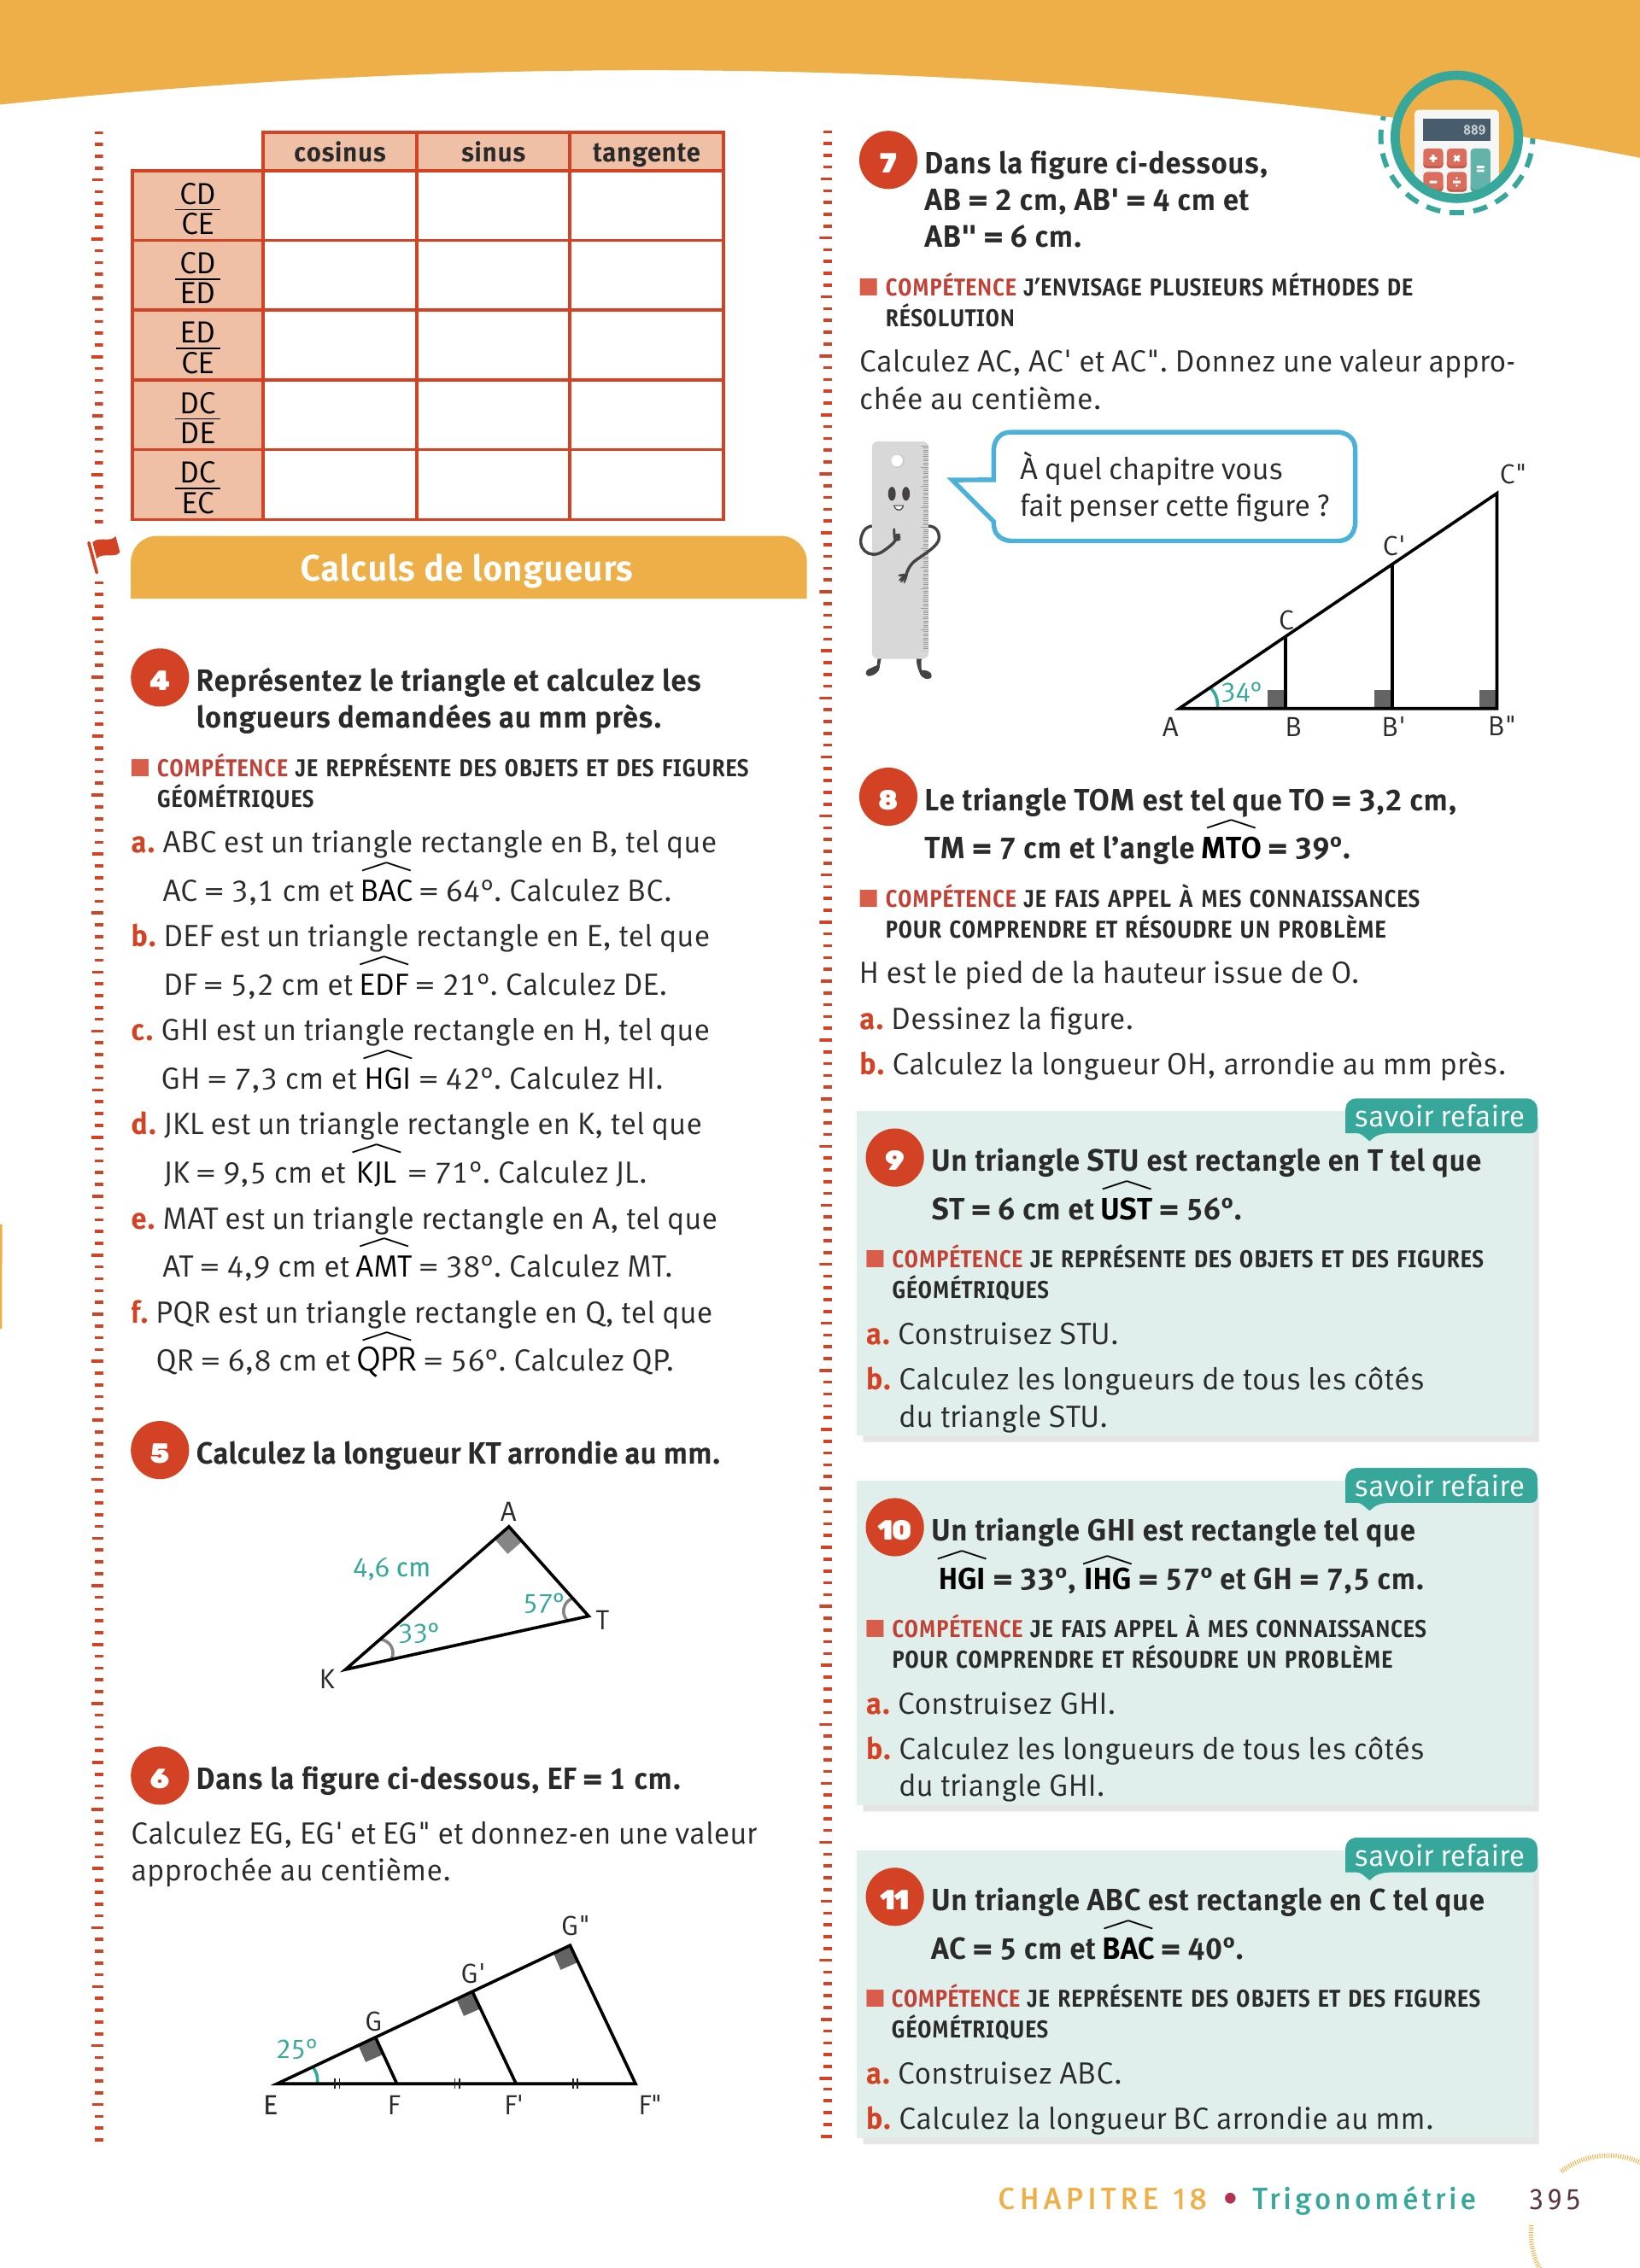 cosinus sinus tangente
CD
CE
CD
ED
ED
CE
DC
DE
DC
EC
Calculs de longueurs
4 Représentez le triangle et calculez les
longueurs demandées au mm près.
COMPÉTENCE JE REPRÉSENTE DES OBJETS ET DES FIGURES
GÉOMÉTRIQUES
a. ABC est un triangle rectangle en B, tel que
AC = 3,1 cm et BAC = 64°. Calculez BC.
b. DEF est un triangle rectangle en E, tel que
DF = 5,2 cm et EDF = 21°. Calculez DE.
c. GHI est un triangle rectangle en H, tel que
GH = 7,3 cm et HGI = 42°. Calculez HI.
d. JKL est un triangle rectangle en K, tel que
JK = 9,5 cm et KJL = 71°. Calculez JL.
e. MAT est un triangle rectangle en A, tel que
AT = 4,9 cm et AMT = 38°. Calculez MT.
f. PQR est un triangle rectangle en Q, tel que
QR = 6,8 cm et QPR = 56°. Calculez QP.
5 Calculez la longueur KT arrondie au mm.
A
4,6 cm
57°
T
33°
K
6 Dans la figure ci-dessous, EF = 1 cm.
Calculez EG, EG' et EG" et donnez-en une valeur
approchée au centième.
G"
G'
G
25°
E F F' F"
889
7 Dans la figure ci-dessous,
AB = 2 cm, AB' = 4 cm et
AB" = 6 cm.
COMPÉTENCE J'ENVISAGE PLUSIEURS MÉTHODES DE
RÉSOLUTION
Calculez AC, AC' et AC". Donnez une valeur appro-
chée au centième.
À quel chapitre vous
fait penser cette figure ?
C"
C'
C
34°
A B B' B"
8 Le triangle TOM est tel que TO = 3,2 cm,
TM = 7 cm et l'angle MTO = 39°.
COMPÉTENCE JE FAIS APPEL À MES CONNAISSANCES
POUR COMPRENDRE ET RÉSOUDRE UN PROBLÈME
H est le pied de la hauteur issue de O.
a. Dessinez la figure.
b. Calculez la longueur OH, arrondie au mm près.
savoir refaire
9 Un triangle STU est rectangle en T tel que
ST = 6 cm et UST = 56°.
COMPÉTENCE JE REPRÉSENTE DES OBJETS ET DES FIGURES
GÉOMÉTRIQUES
a. Construisez STU.
b. Calculez les longueurs de tous les côtés
du triangle STU.
savoir refaire
10 Un triangle GHI est rectangle tel que
HGI = 33°, IHG = 57° et GH = 7,5 cm.
COMPÉTENCE JE FAIS APPEL À MES CONNAISSANCES
POUR COMPRENDRE ET RÉSOUDRE UN PROBLÈME
a. Construisez GHI.
b. Calculez les longueurs de tous les côtés
du triangle GHI.
savoir refaire
11 Un triangle ABC est rectangle en C tel que
AC = 5 cm et BAC = 40°.
COMPÉTENCE JE REPRÉSENTE DES OBJETS ET DES FIGURES
GÉOMÉTRIQUES
a. Construisez ABC.
b. Calculez la longueur BC arrondie au mm.
CHAPITRE 18 • Trigonométrie 395